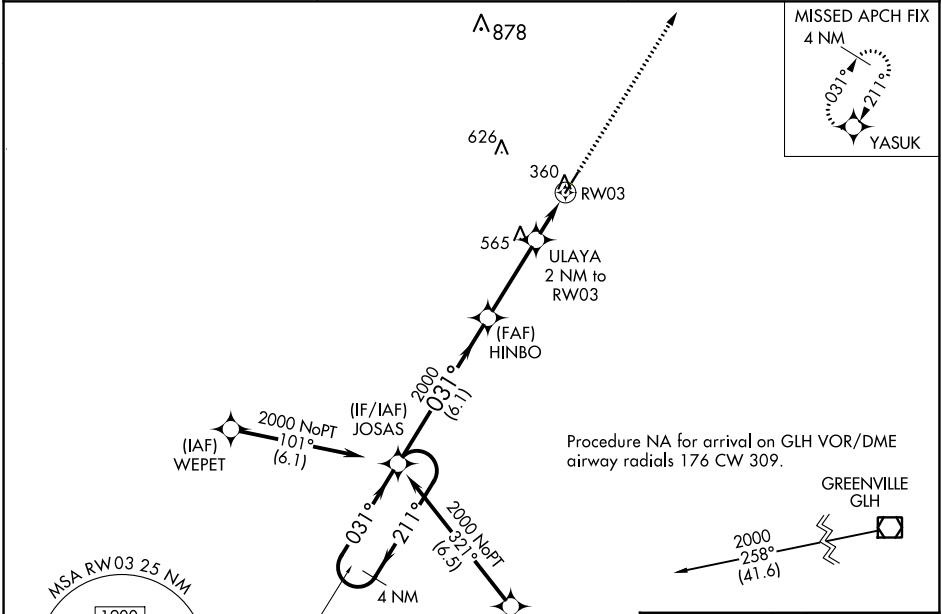 878
MISSED APCH FIX
4 NM
031°
211°
YASUK
626
360
RW03
565
ULAYA
2 NM to
RW03
(FAF)
HINBO
2000
031°
(6.1)
(IF/IAF)
JOSAS
2000 NoPT
101°
(6.1)
(IAF)
WEPET
Procedure NA for arrival on GLH VOR/DME
airway radials 176 CW 309.
GREENVILLE
GLH
2000
258°
(41.6)
031°
211°
2000 NoPT
321°
(6.5)
4 NM
MSA RW03 25 NM